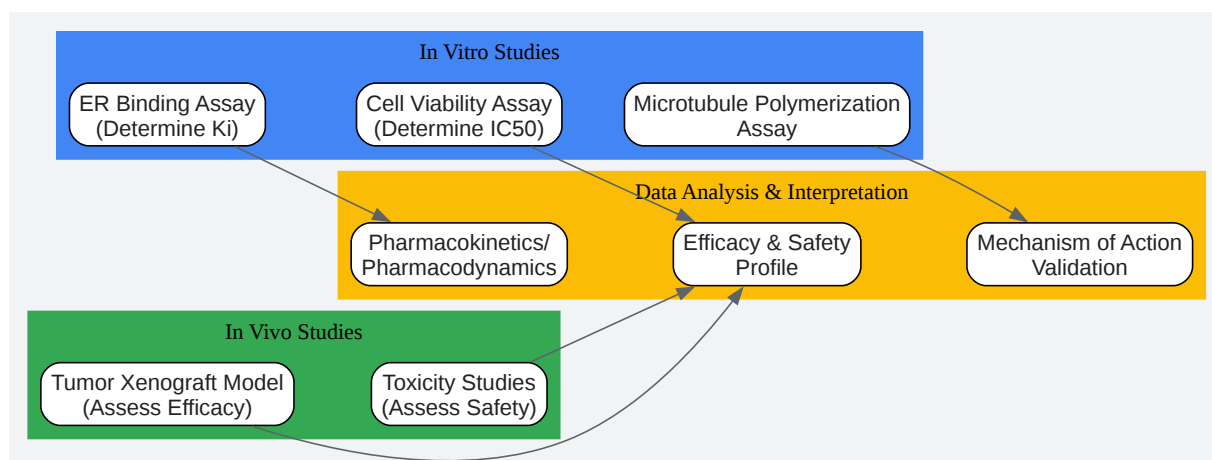 In Vitro Studies
ER Binding Assay
(Determine Ki)
Cell Viability Assay
(Determine IC50)
Microtubule Polymerization
Assay
Data Analysis & Interpretation
Pharmacokinetics/
Pharmacodynamics
Efficacy & Safety
Profile
Mechanism of Action
Validation
In Vivo Studies
Tumor Xenograft Model
(Assess Efficacy)
Toxicity Studies
(Assess Safety)